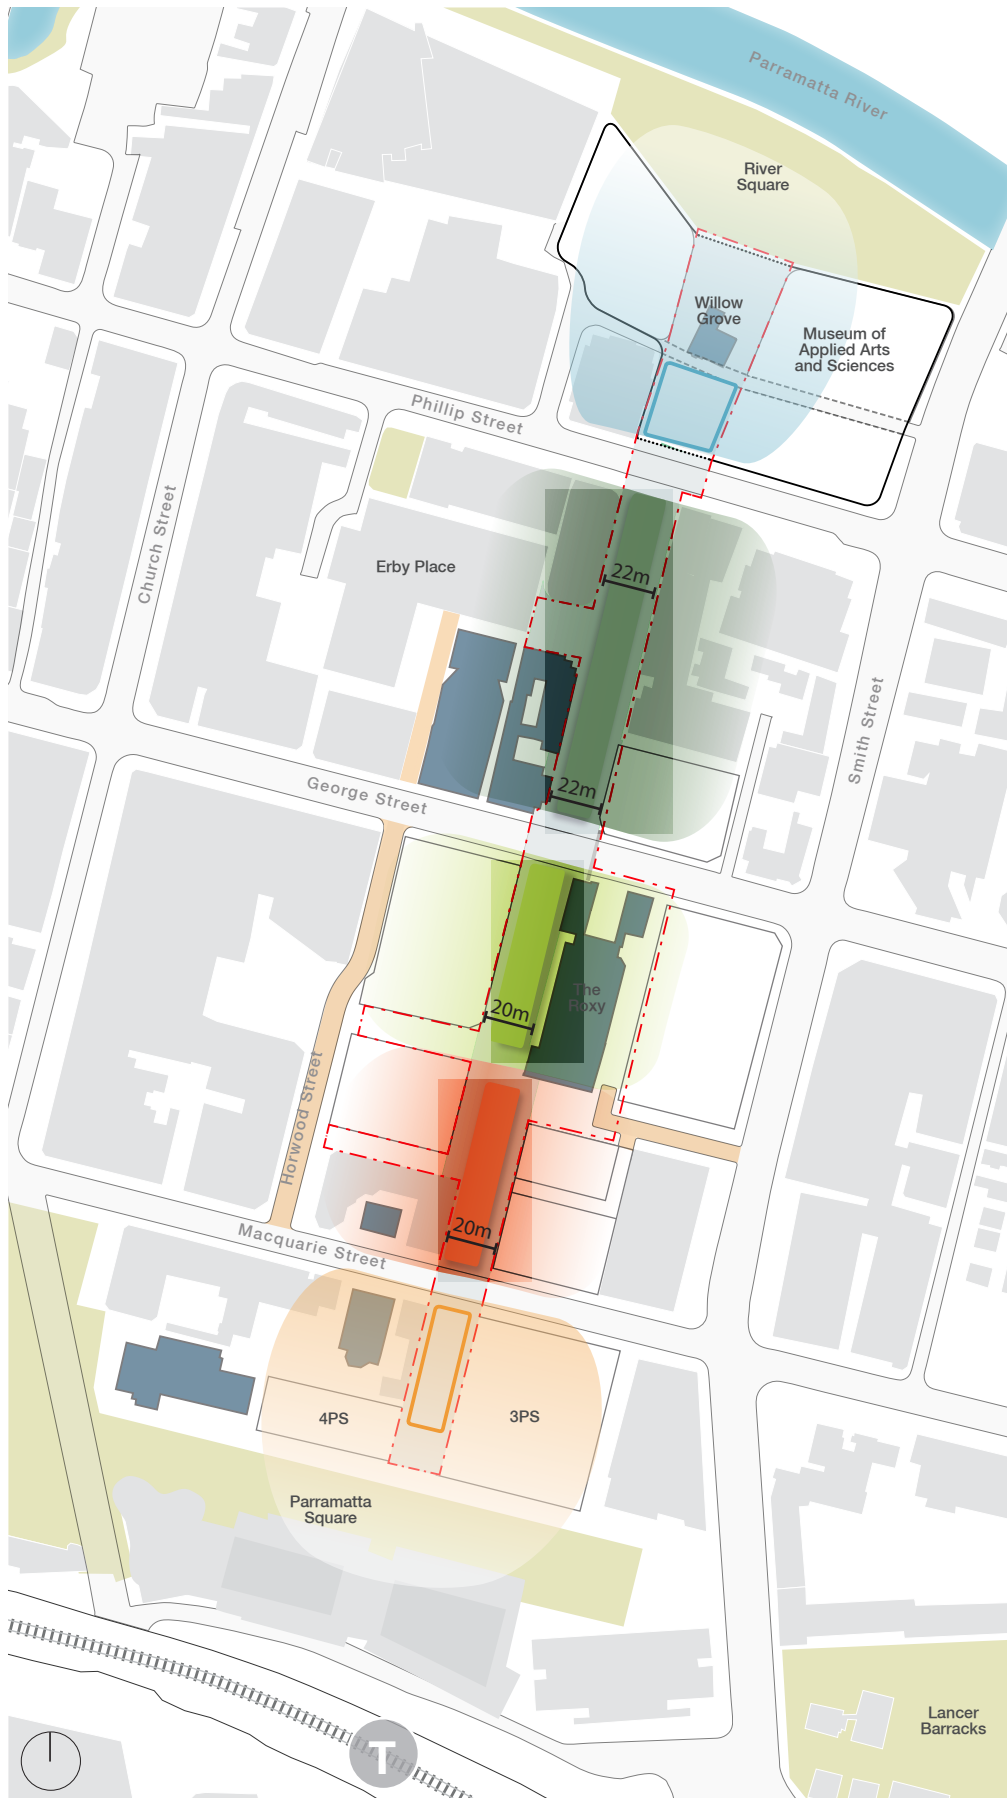 Parramatta River
River
Square
Willow
Grove
Museum of
Applied Arts
and Sciences
Phillip Street
Church Street
Erby Place
22m
Smith Street
22m
George Street
The
Roxy
20m
Horwood Street
20m
Macquarie Street
4PS
3PS
Parramatta
Square
Lancer
Barracks
T